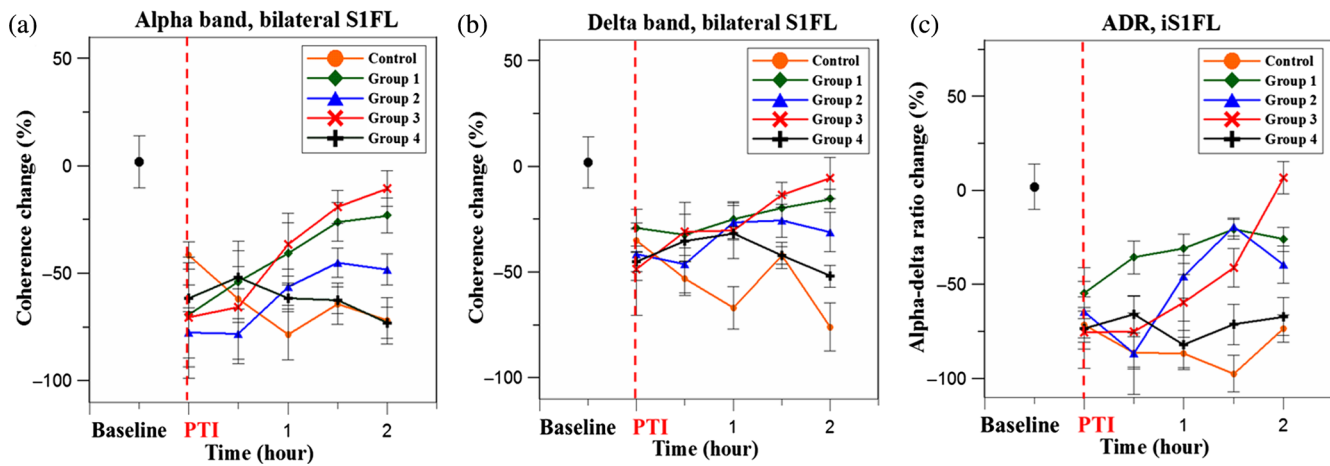 (a)
Alpha band, bilateral S1FL
Coherence change (%)
50
0
−50
−100
Control
Group 1
Group 2
Group 3
Group 4
Baseline PTI 1 2
Time (hour)
(b)
Delta band, bilateral S1FL
Coherence change (%)
50
0
−50
−100
Control
Group 1
Group 2
Group 3
Group 4
Baseline PTI 1 2
Time (hour)
(c)
ADR, iS1FL
Alpha-delta ratio change (%)
50
0
−50
−100
Control
Group 1
Group 2
Group 3
Group 4
Baseline PTI 1 2
Time (hour)